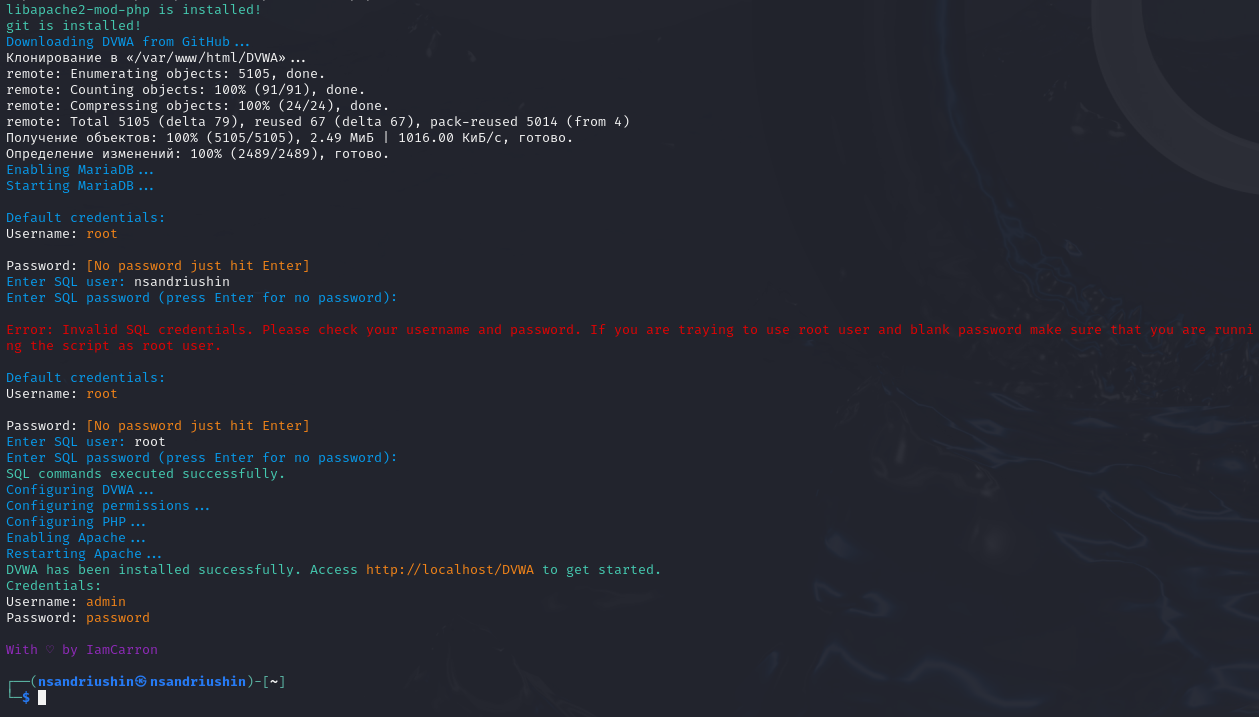 libapache2-mod-php is installed!
git is installed!
Downloading DVWA from GitHub...
Клонирование в «/var/www/html/DVWA»...
remote: Enumerating objects: 5105, done.
remote: Counting objects: 100% (91/91), done.
remote: Compressing objects: 100% (24/24), done.
remote: Total 5105 (delta 79), reused 67 (delta 67), pack-reused 5014 (from 4)
Получение объектов: 100% (5105/5105), 2.49 МиБ | 1016.00 КиБ/с, готово.
Определение изменений: 100% (2489/2489), готово.
Enabling MariaDB...
Starting MariaDB...
Default credentials:
Username: root
Password: [No password just hit Enter]
Enter SQL user: nsandriushin
Enter SQL password (press Enter for no password):
Error: Invalid SQL credentials. Please check your username and password. If you are traying to use root user and blank password make sure that you are runni
ng the script as root user.
Default credentials:
Username: root
Password: [No password just hit Enter]
Enter SQL user: root
Enter SQL password (press Enter for no password):
SQL commands executed successfully.
Configuring DVWA...
Configuring permissions...
Configuring PHP...
Enabling Apache...
Restarting Apache...
DVWA has been installed successfully. Access http://localhost/DVWA to get started.
Credentials:
Username: admin
Password: password
With ♡ by IamCarron
┌──(nsandriushin㉿nsandriushin)-[~]
└─$